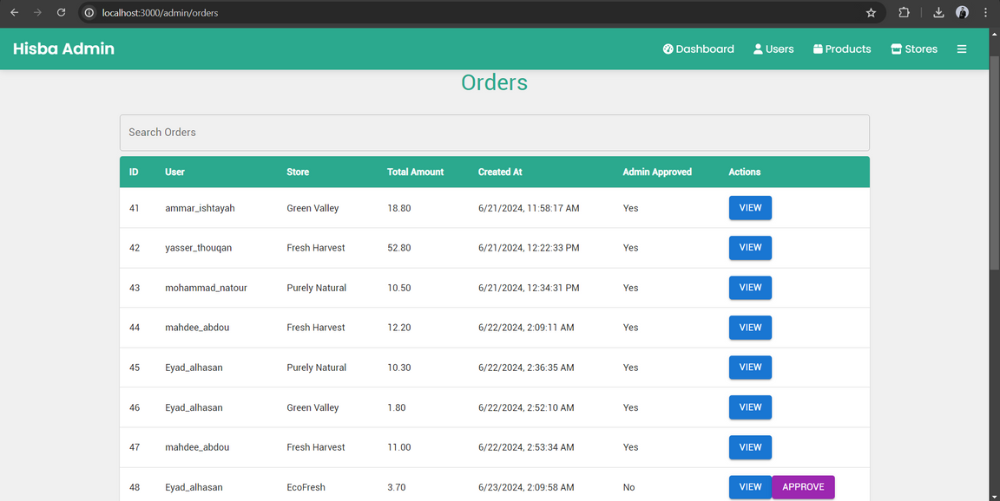 localhost:3000/admin/orders
Hisba Admin Dashboard Users Products Stores
Orders
Search Orders
ID User Store Total Amount Created At Admin Approved Actions
41 ammar_ishtayah Green Valley 18.80 6/21/2024, 11:58:17 AM Yes VIEW
42 yasser_thouqan Fresh Harvest 52.80 6/21/2024, 12:22:33 PM Yes VIEW
43 mohammad_natour Purely Natural 10.50 6/21/2024, 12:34:31 PM Yes VIEW
44 mahdee_abdou Fresh Harvest 12.20 6/22/2024, 2:09:11 AM Yes VIEW
45 Eyad_alhasan Purely Natural 10.30 6/22/2024, 2:36:35 AM Yes VIEW
46 Eyad_alhasan Green Valley 1.80 6/22/2024, 2:52:10 AM Yes VIEW
47 mahdee_abdou Fresh Harvest 11.00 6/22/2024, 2:53:34 AM Yes VIEW
48 Eyad_alhasan EcoFresh 3.70 6/23/2024, 2:09:58 AM No VIEW APPROVE